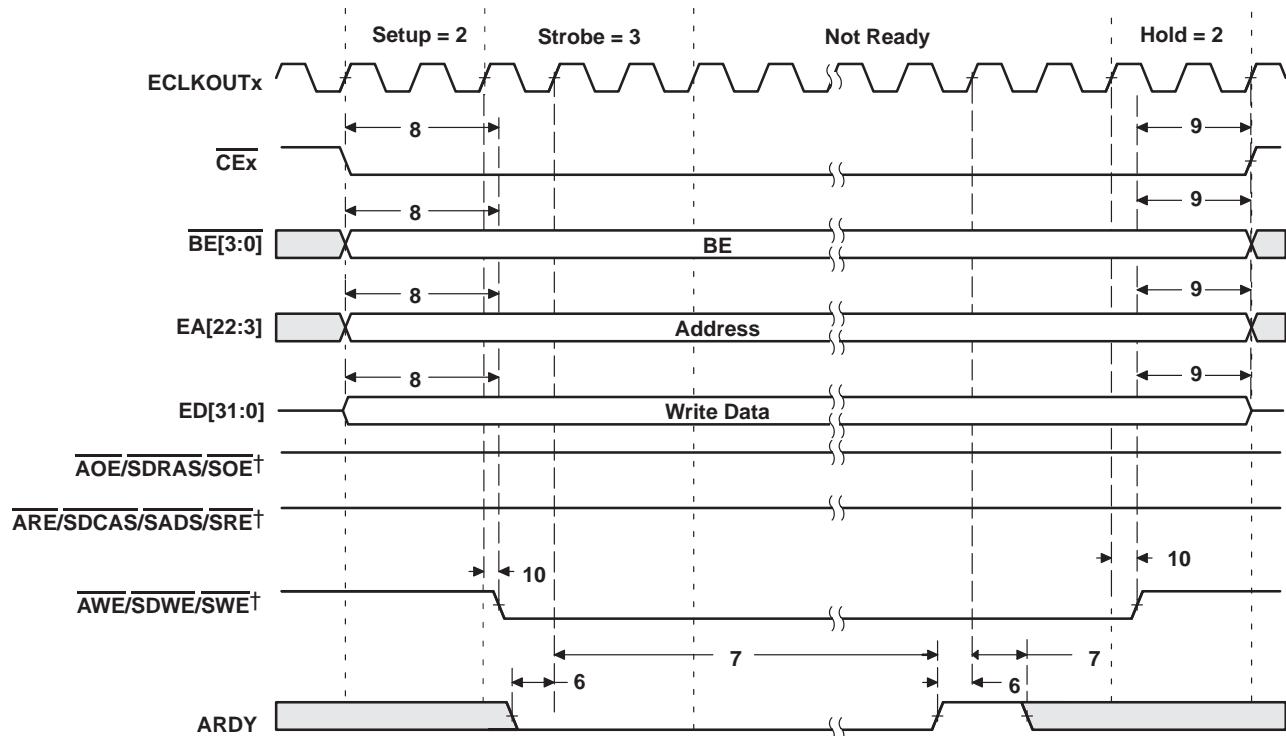 Setup = 2 Strobe = 3 Not Ready Hold = 2
ECLKOUTx
8 9
CEx
8 9
BE[3:0] BE
8 9
EA[22:3] Address
8 9
ED[31:0] Write Data
AOE/SDRAS/SOE†
ARE/SDCAS/SADS/SRE†
10 10
AWE/SDWE/SWE†
7 7
6 6
ARDY